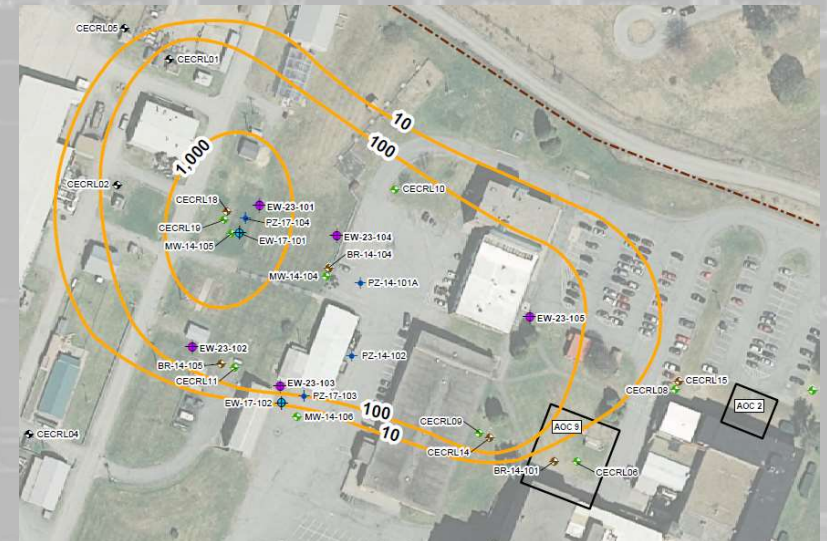 CECRL05
CECRL01
10
100
1,000
CECRL02
CECRL10
CECRL18
EW-23-101
CECRL19
PZ-17-104
MW-14-105
EW-17-101
EW-23-104
BR-14-104
MW-14-104
PZ-14-101A
EW-23-105
EW-23-102
PZ-14-102
BR-14-105
CECRL11
EW-23-103
CECRL15
CECRL08
PZ-17-103
EW-17-102
100
AOC 2
MW-14-106
CECRL09
AOC 9
10
CECRL04
CECRL14
BR-14-101
CECRL06